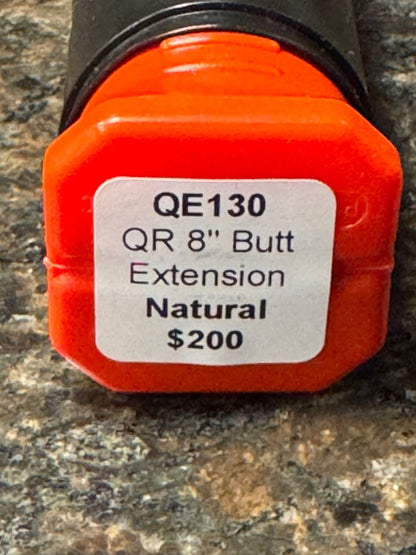 QE130
QR 8" Butt
Extension
Natural
$200